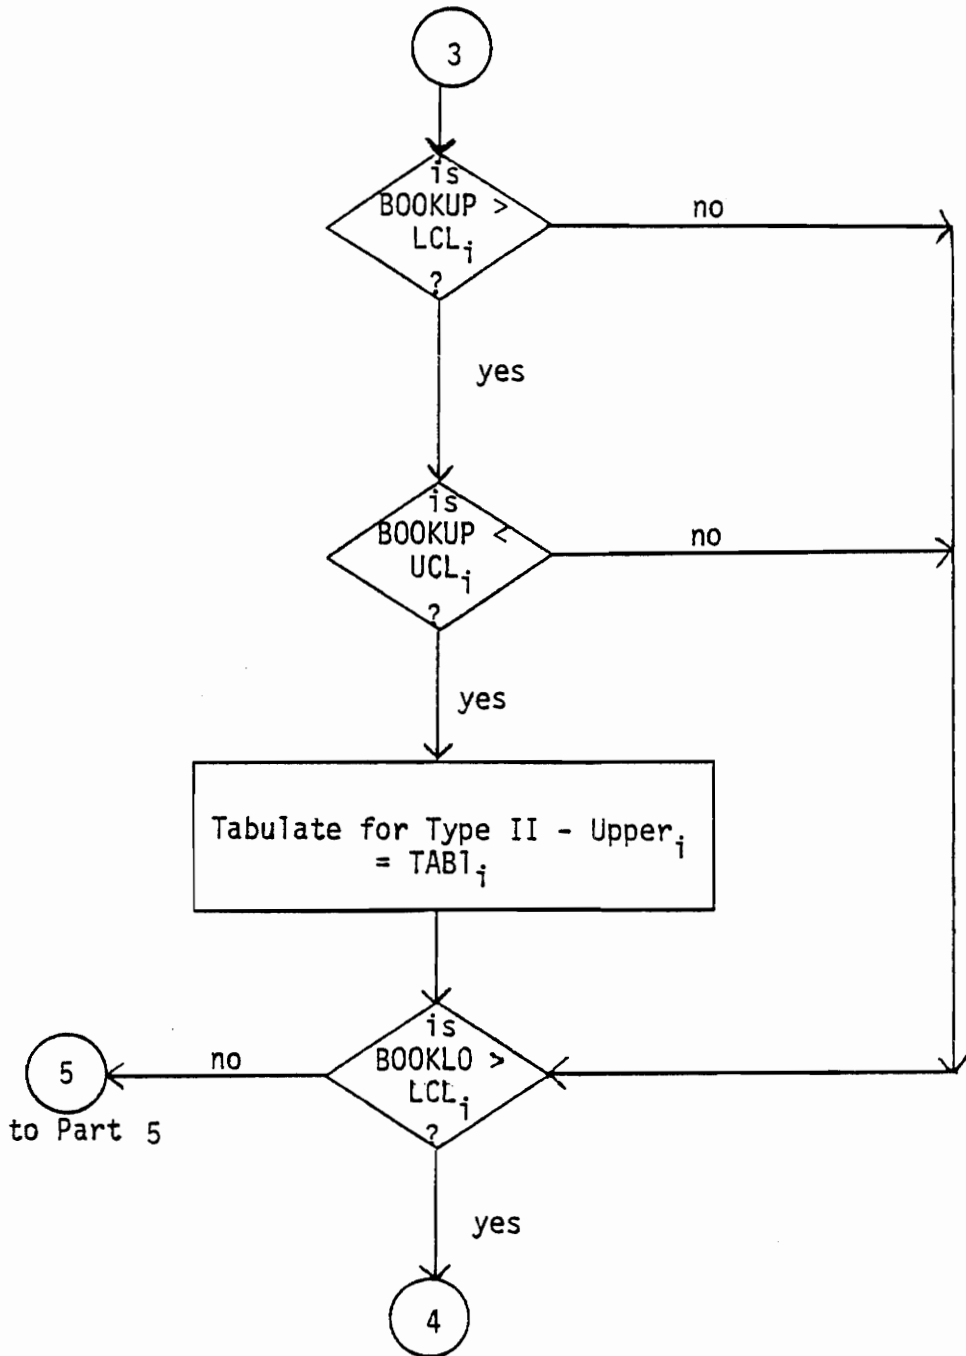 3
is
BOOKUP >
LCLi
?
no
yes
is
BOOKUP <
UCLi
?
no
yes
Tabulate for Type II - Upperi
= TAB1i
is
BOOKLO >
LCLi
?
no
5
to Part 5
yes
4